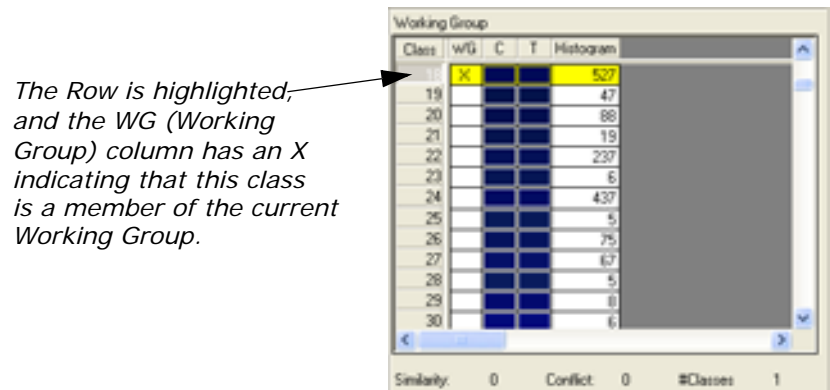 Working Group
Class WG C T Histogram
The Row is highlighted,
and the WG (Working
Group) column has an X
indicating that this class
is a member of the current
Working Group.
18 X 527
19 47
20 88
21 19
22 237
23 6
24 437
25 5
26 75
27 67
28 5
29 8
30 6
Similarity: 0 Conflict: 0 #Classes 1